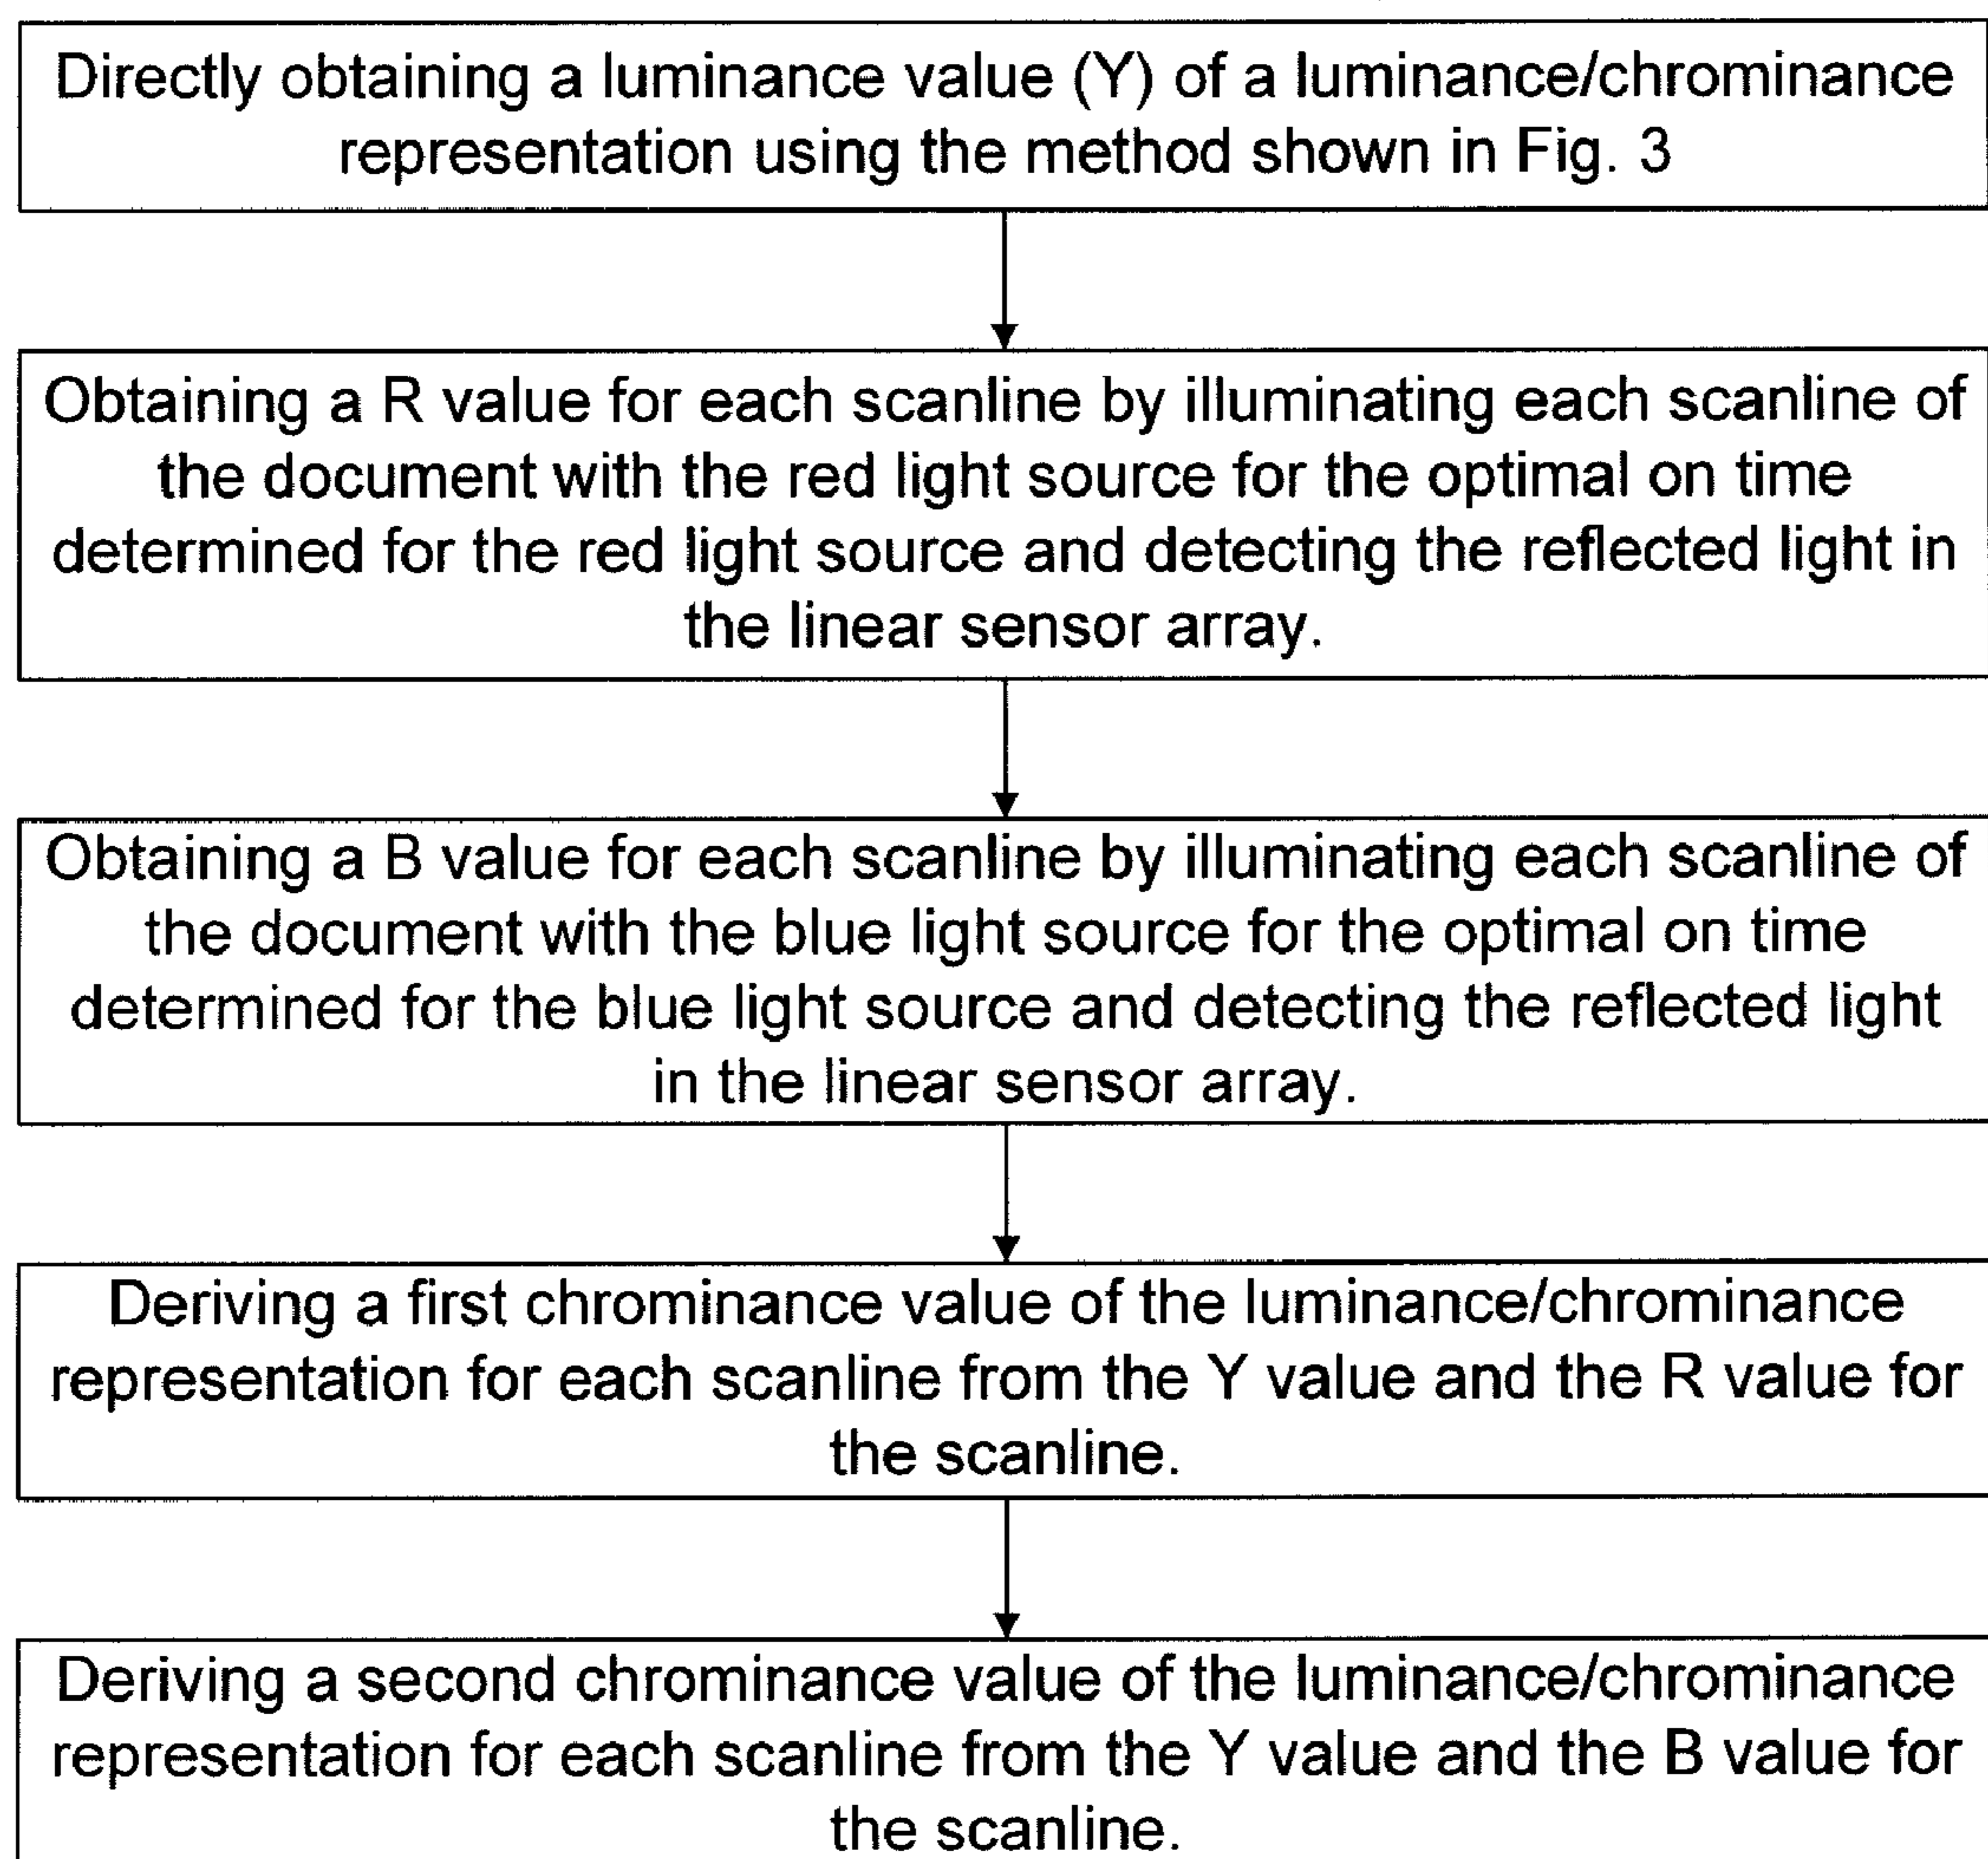 Directly obtaining a luminance value (Y) of a luminance/chrominance
representation using the method shown in Fig. 3
Obtaining a R value for each scanline by illuminating each scanline of
the document with the red light source for the optimal on time
determined for the red light source and detecting the reflected light in
the linear sensor array.
Obtaining a B value for each scanline by illuminating each scanline of
the document with the blue light source for the optimal on time
determined for the blue light source and detecting the reflected light
in the linear sensor array.
Deriving a first chrominance value of the luminance/chrominance
representation for each scanline from the Y value and the R value for
the scanline.
Deriving a second chrominance value of the luminance/chrominance
representation for each scanline from the Y value and the B value for
the scanline.